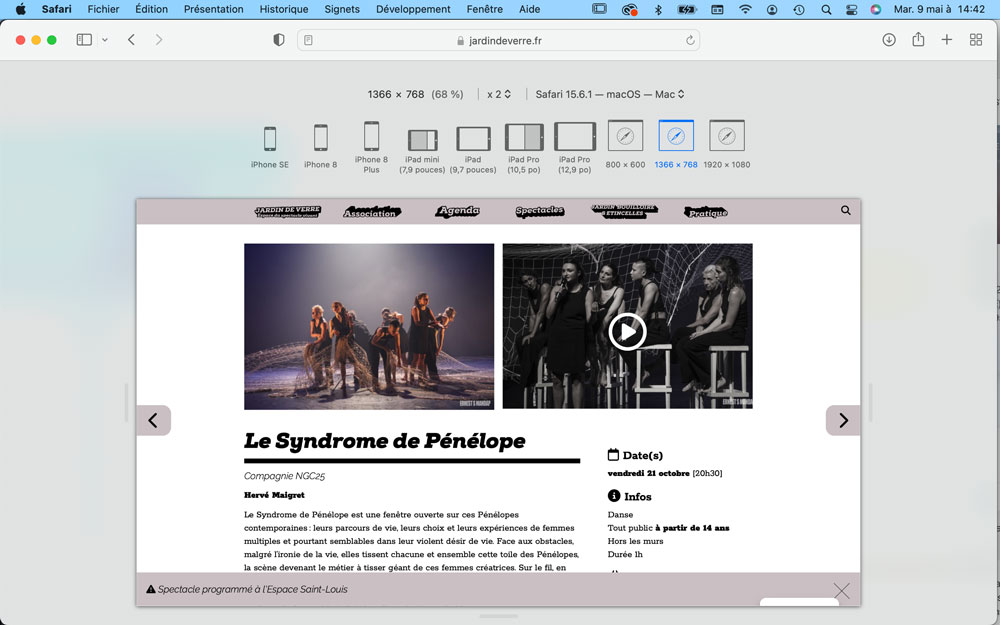 Safari Fichier Édition Présentation Historique Signets Développement Fenêtre Aide Mar. 9 mai à 14:42
jardindeverre.fr
1366 × 768 (68 %) x 2 Safari 15.6.1 — macOS — Mac
iPhone SE
iPhone 8
iPhone 8
Plus
iPad mini
(7,9 pouces)
iPad
(9,7 pouces)
iPad Pro
(10,5 po)
iPad Pro
(12,9 po)
800 × 600
1366 × 768
1920 × 1080
JARDIN DE VERRE
Espace du spectacle vivant
Association
Agenda
Spectacles
JARDIN BOUILLOIRE
& ETINCELLES
Pratique
Le Syndrome de Pénélope
Compagnie NGC25
Hervé Maigret
Le Syndrome de Pénélope est une fenêtre ouverte sur ces Pénélopes
contemporaines : leurs parcours de vie, leurs choix et leurs expériences de femmes
multiples et pourtant semblables dans leur violent désir de vie. Face aux obstacles,
malgré l'ironie de la vie, elles tissent chacune et ensemble cette toile des Pénélopes,
la scène devenant le métier à tisser géant de ces femmes créatrices. Sur le fil, en
Date(s)
vendredi 21 octobre [20h30]
Infos
Danse
Tout public à partir de 14 ans
Hors les murs
Durée 1h
Spectacle programmé à l'Espace Saint-Louis